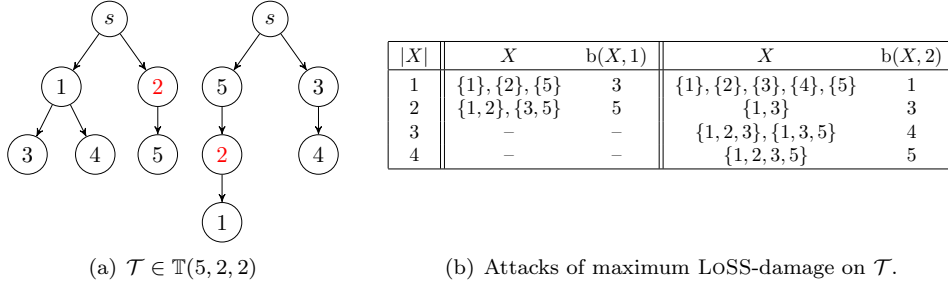 s s
1 2 5 3
3 4 5 2 4
1
(a) 𝒯 ∈ 𝕋(5, 2, 2)
|X| X b(X, 1) X b(X, 2)
1 {1}, {2}, {5} 3 {1}, {2}, {3}, {4}, {5} 1
2 {1, 2}, {3, 5} 5 {1, 3} 3
3 – – {1, 2, 3}, {1, 3, 5} 4
4 – – {1, 2, 3, 5} 5
(b) Attacks of maximum LoSS-damage on 𝒯.